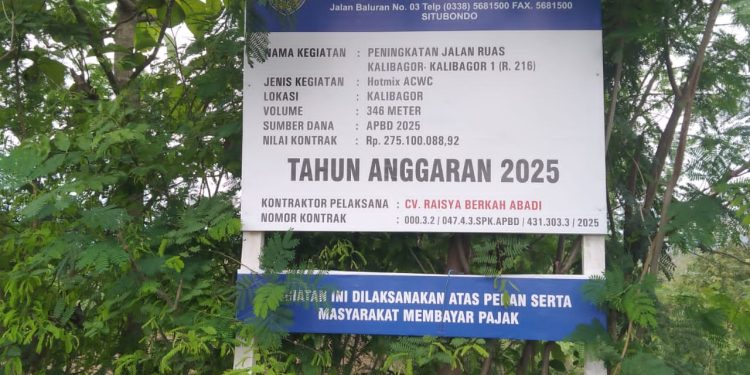 Jalan Baluran No. 03 Telp (0338) 5681500 FAX. 5681500
SITUBONDO
NAMA KEGIATAN : PENINGKATAN JALAN RUAS
KALIBAGOR- KALIBAGOR 1 (R. 216)
JENIS KEGIATAN : Hotmix ACWC
LOKASI : KALIBAGOR
VOLUME : 346 METER
SUMBER DANA : APBD 2025
NILAI KONTRAK : Rp. 275.100.088,92
TAHUN ANGGARAN 2025
KONTRAKTOR PELAKSANA : CV. RAISYA BERKAH ABADI
NOMOR KONTRAK : 000.3.2 / 047.4.3.SPK.APBD / 431.303.3 / 2025
INI DILAKSANAKAN ATAS PERAN SERTA
MASYARAKAT MEMBAYAR PAJAK